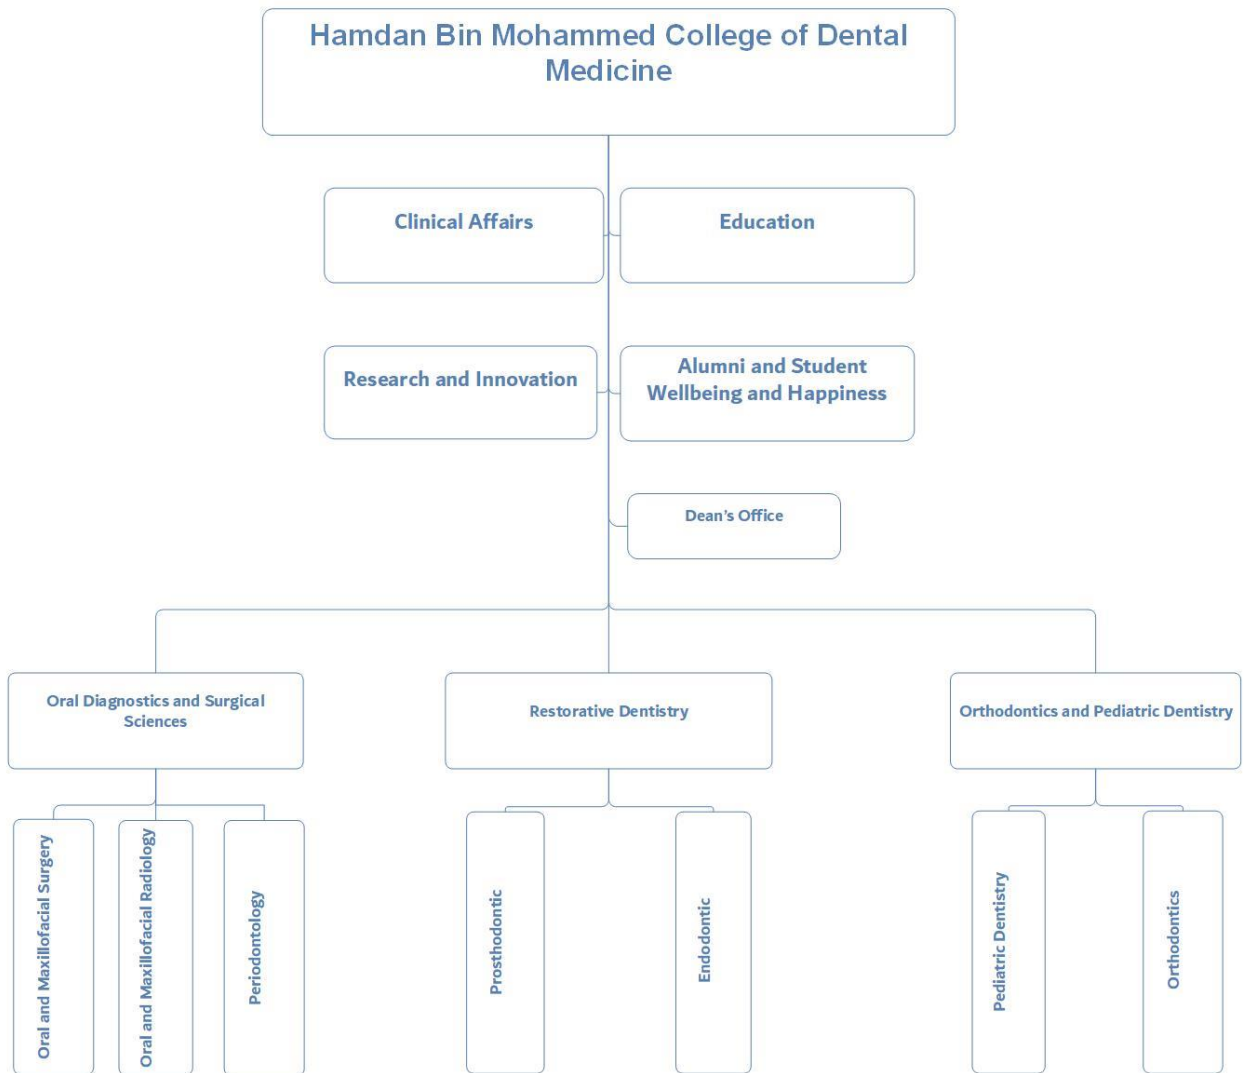 Hamdan Bin Mohammed College of Dental
Medicine
Clinical Affairs
Education
Research and Innovation
Alumni and Student
Wellbeing and Happiness
Dean's Office
Oral Diagnostics and Surgical
Sciences
Restorative Dentistry
Orthodontics and Pediatric Dentistry
Oral and Maxillofacial Surgery
Oral and Maxillofacial Radiology
Periodontology
Prosthodontic
Endodontic
Pediatric Dentistry
Orthodontics